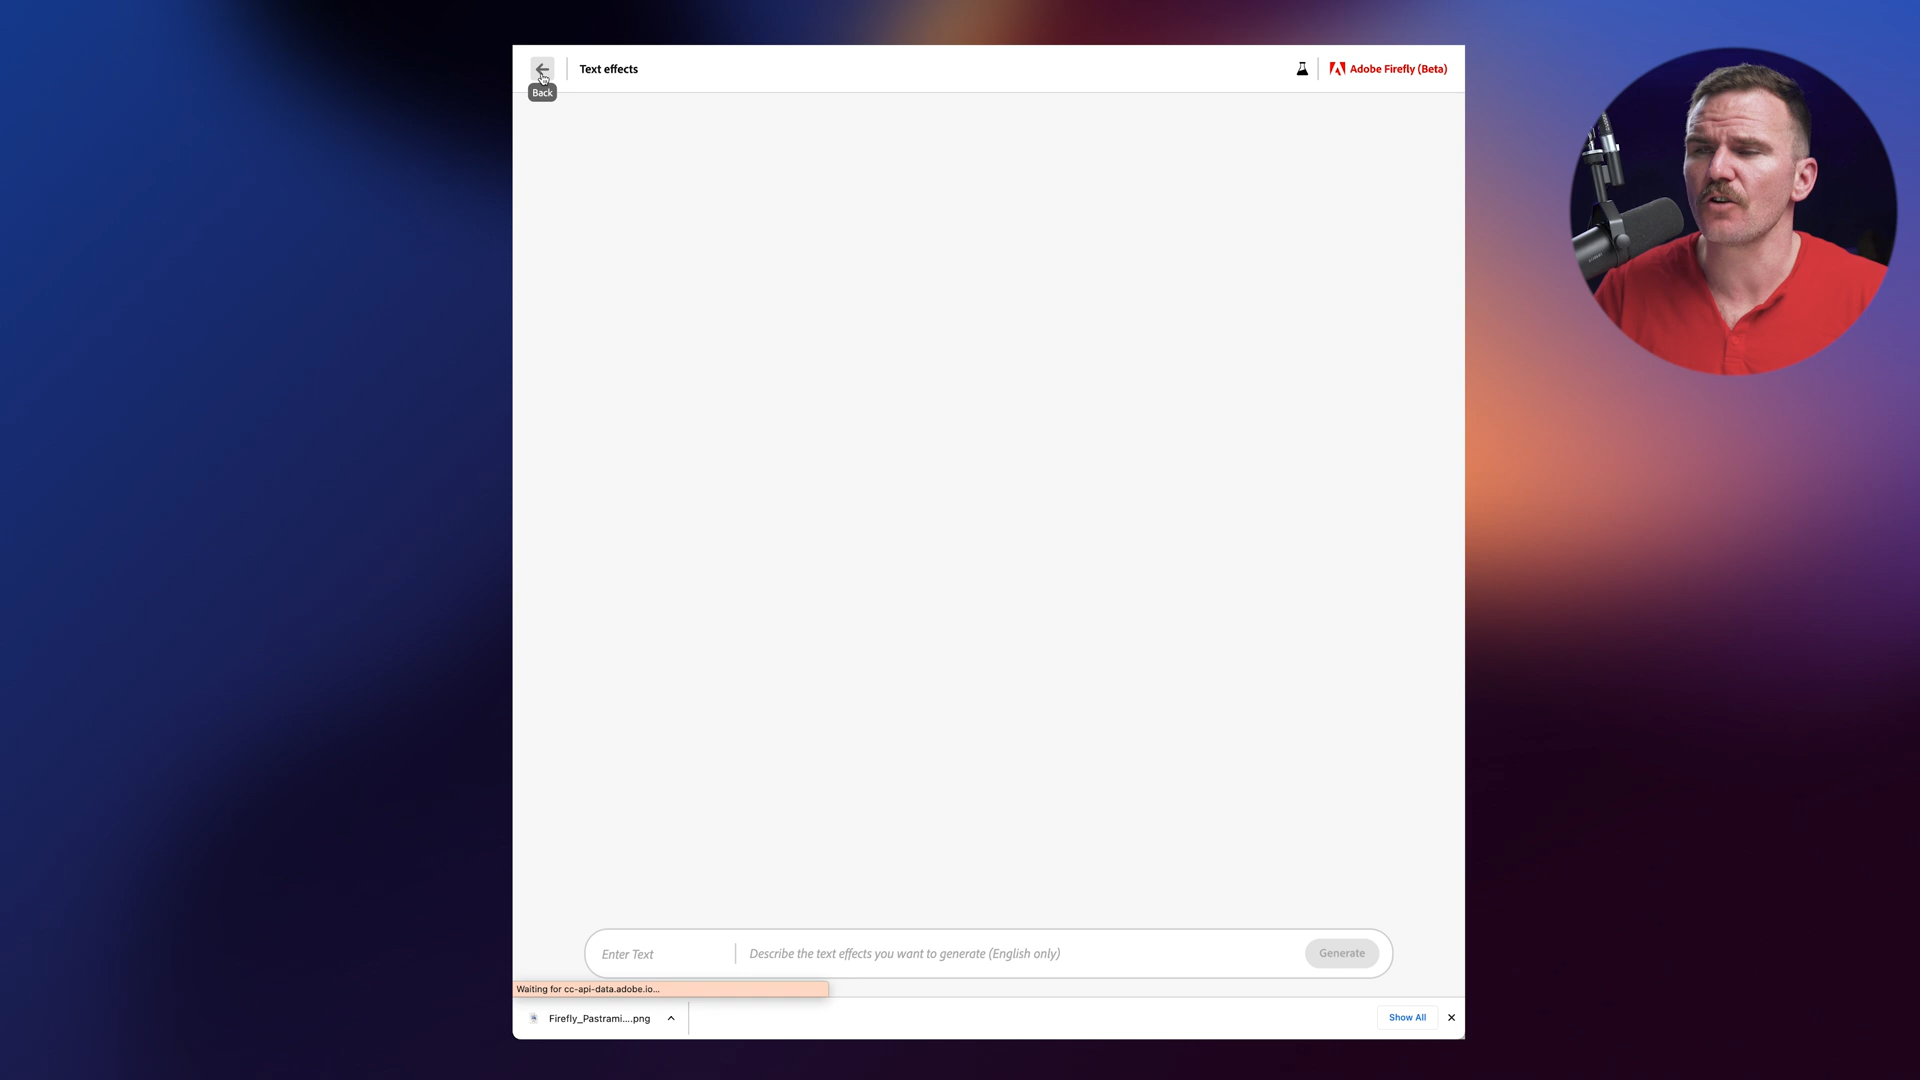 Text effects
Adobe Firefly (Beta)
Back
Enter Text
Describe the text effects you want to generate (English only)
Generate
Waiting for cc-api-data.adobe.io...
Firefly_Pastrami....png
Show All